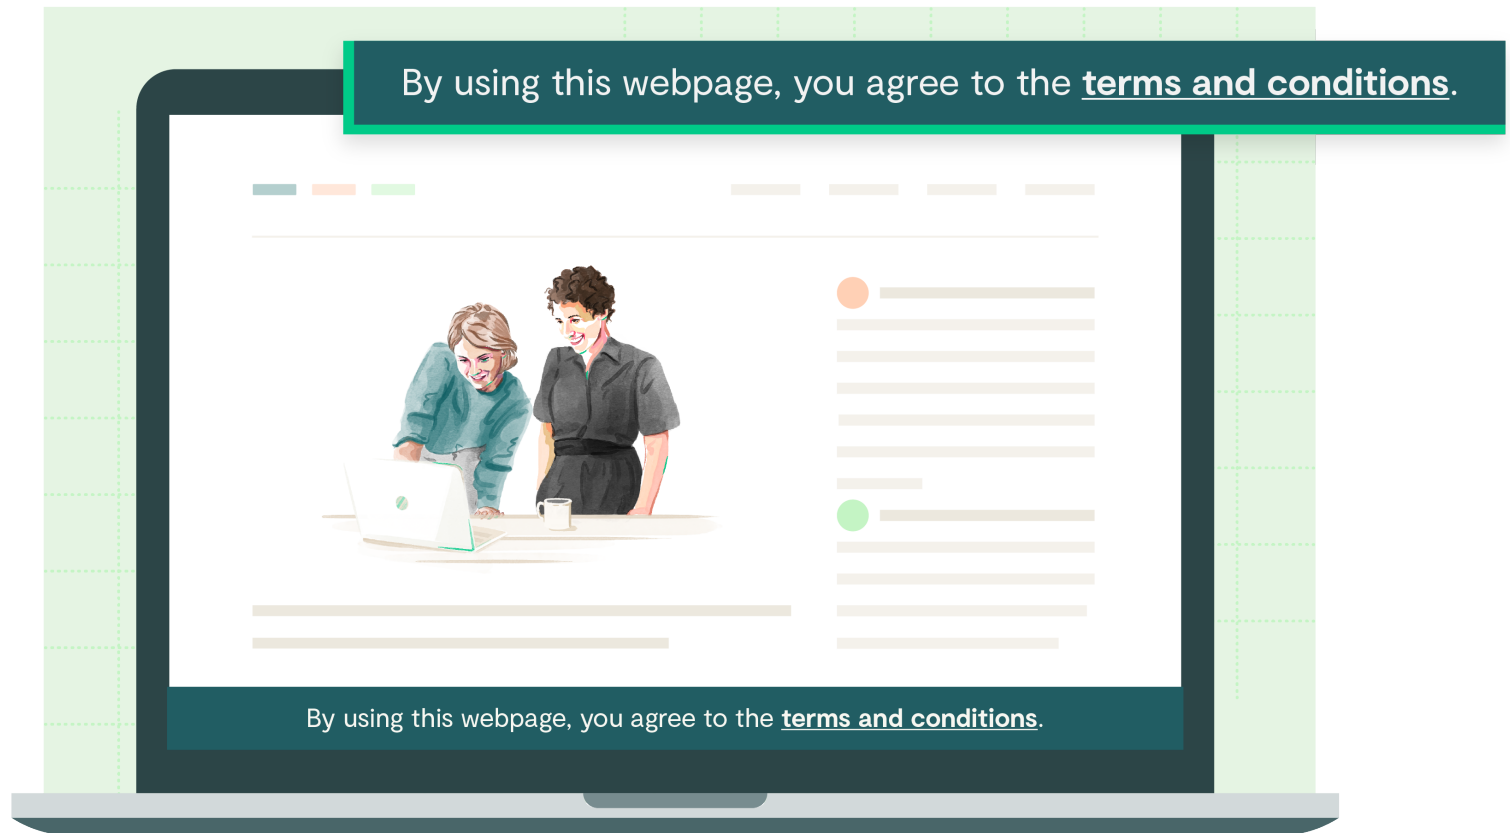 By using this webpage, you agree to the terms and conditions.
By using this webpage, you agree to the terms and conditions.